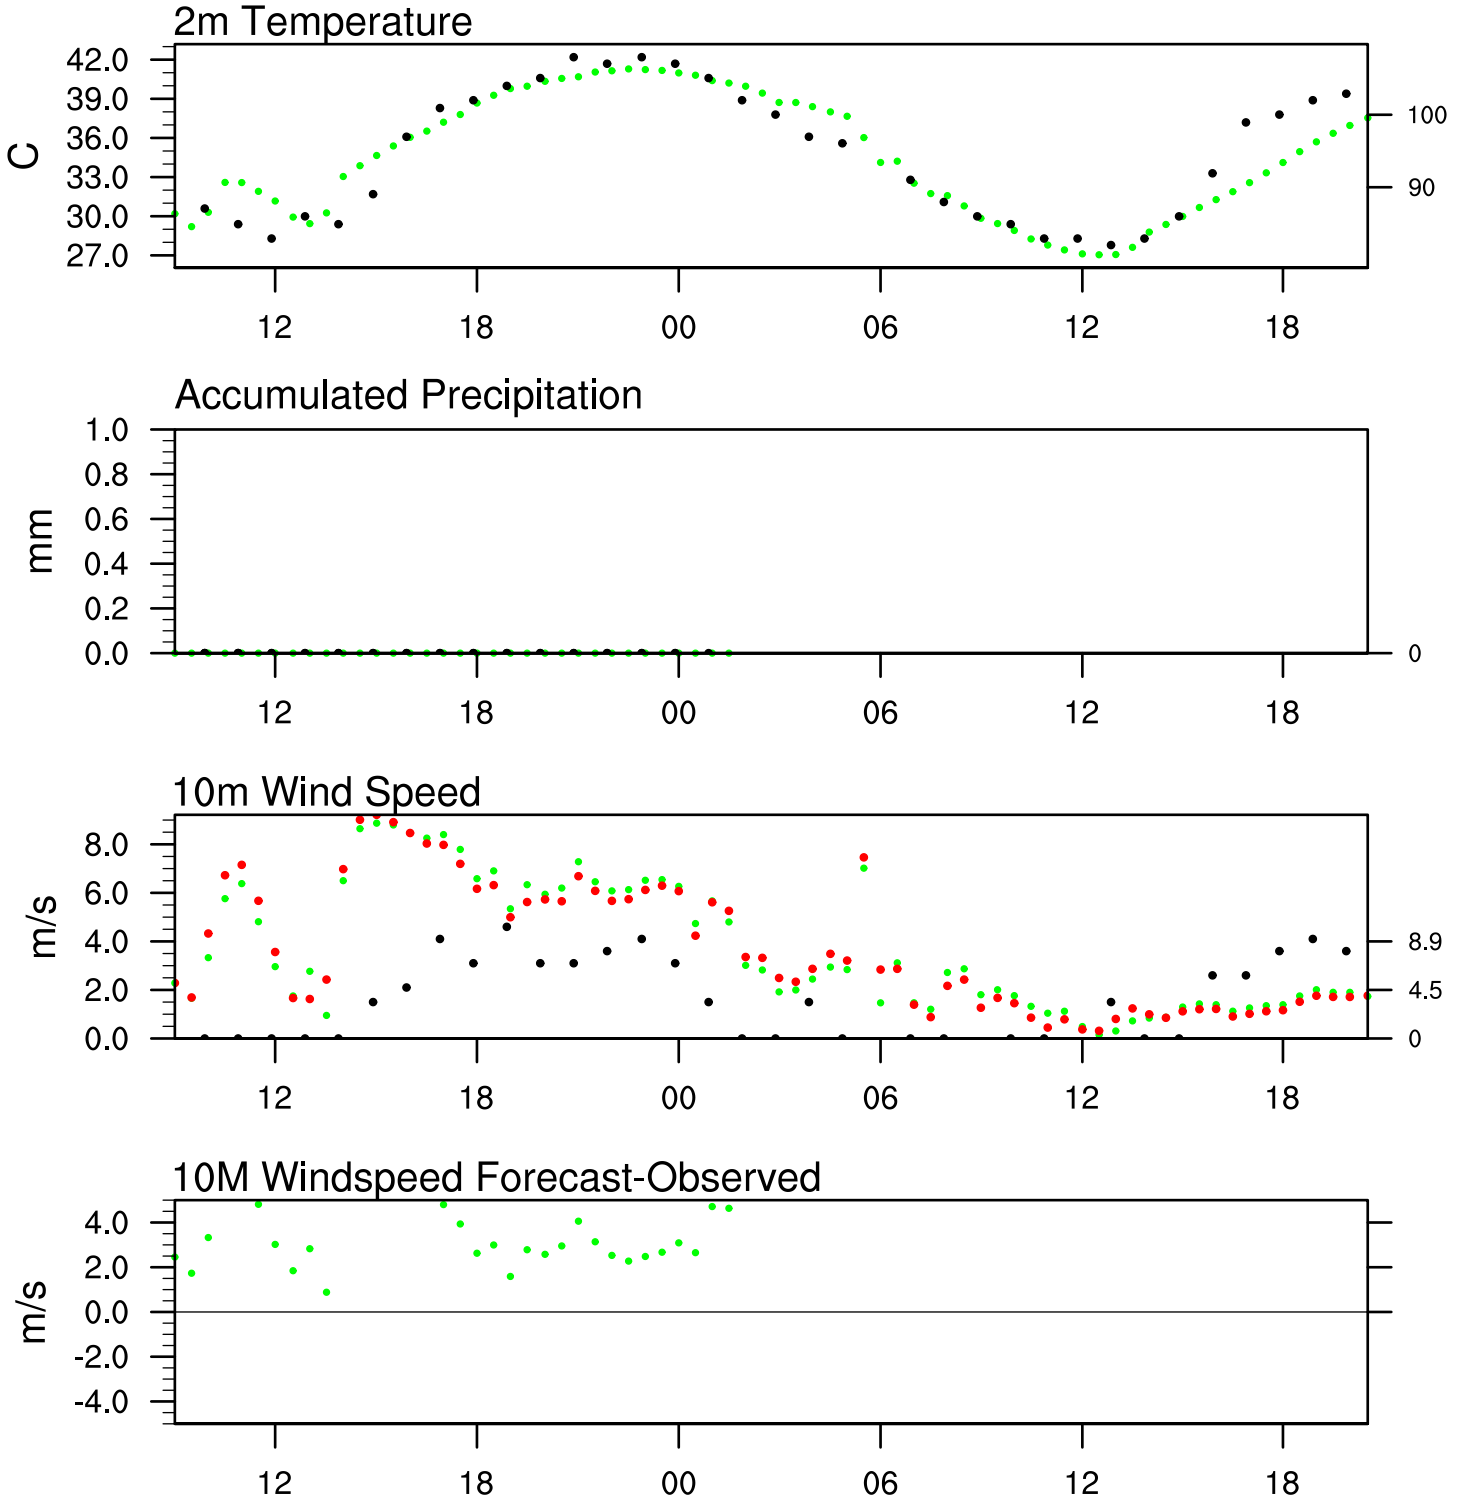 2m Temperature
42.0
39.0
36.0
33.0
30.0
27.0
C
100
90
12 18 00 06 12 18
Accumulated Precipitation
1.0
0.8
0.6
0.4
0.2
0.0
mm
0
12 18 00 06 12 18
10m Wind Speed
8.0
6.0
4.0
2.0
0.0
m/s
8.9
4.5
0
12 18 00 06 12 18
10M Windspeed Forecast-Observed
4.0
2.0
0.0
-2.0
-4.0
m/s
12 18 00 06 12 18